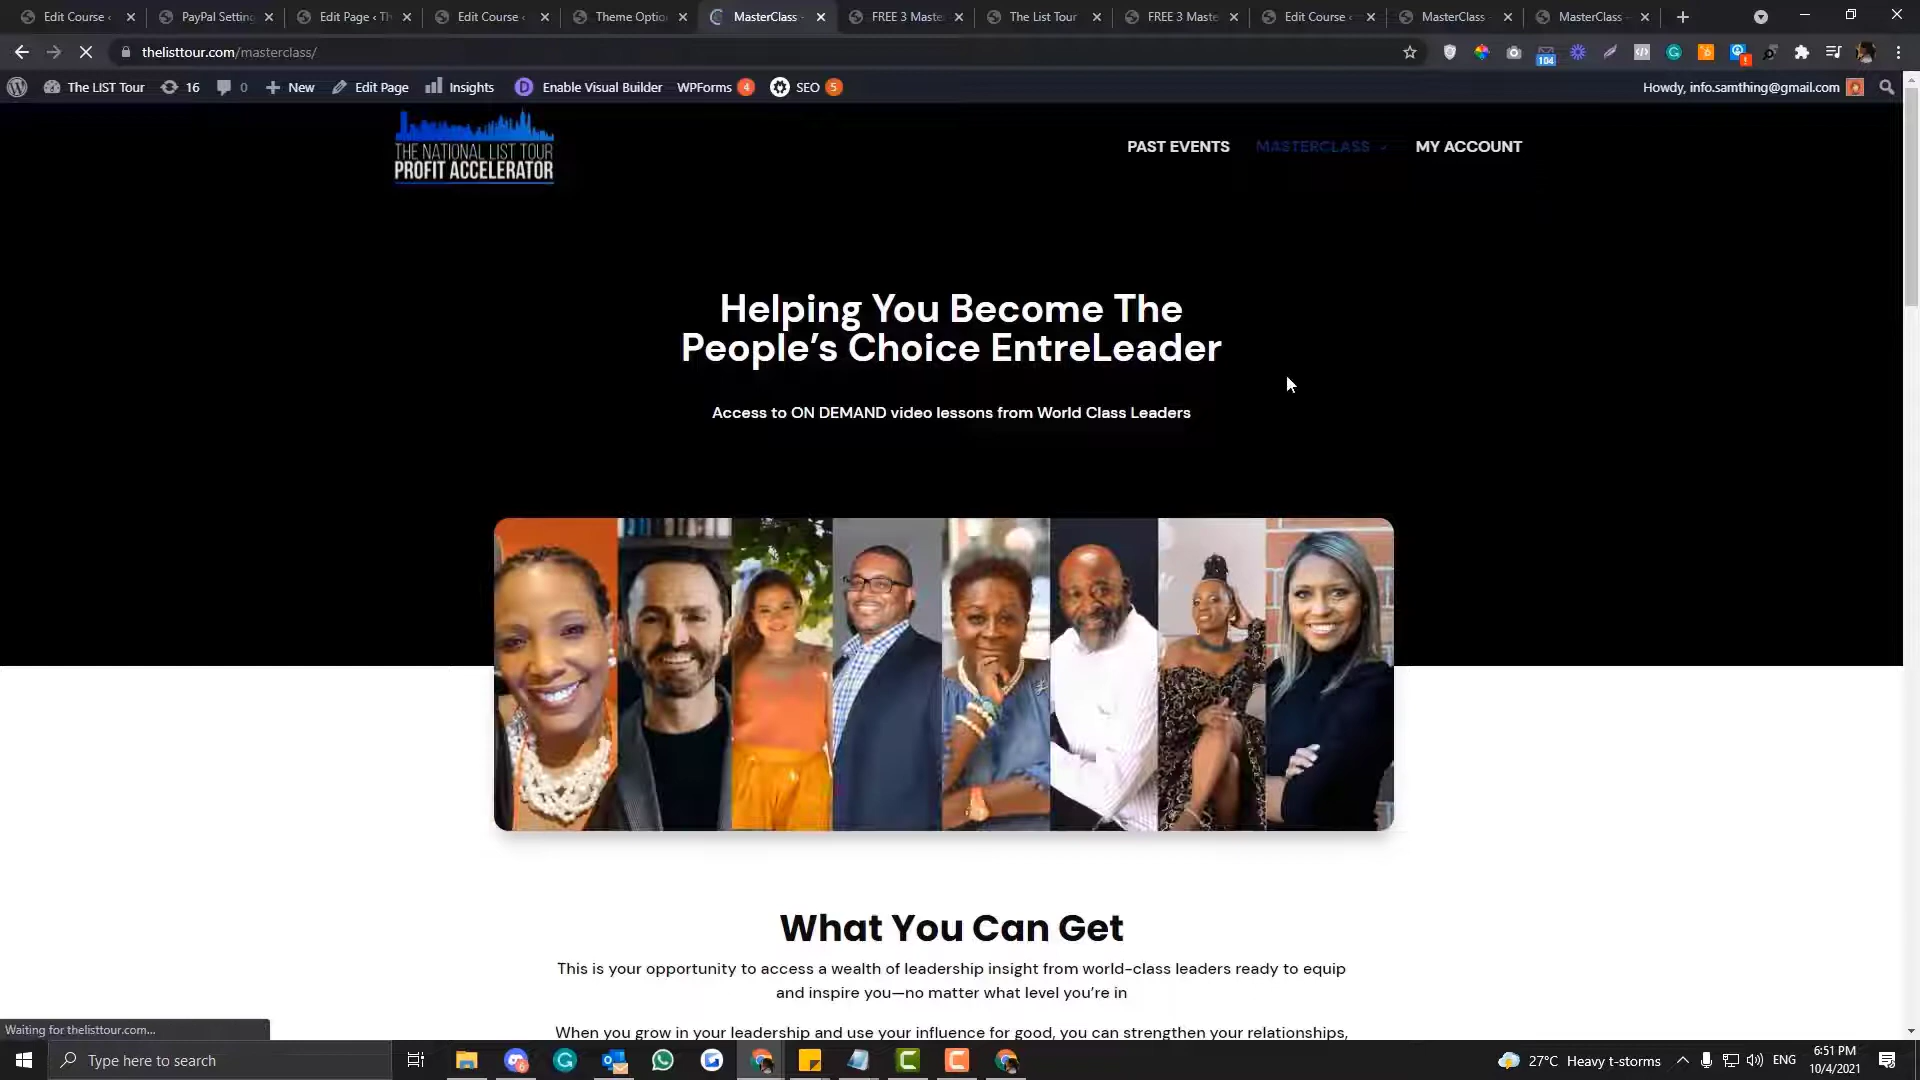 Edit Course ‹
PayPal Setting
Edit Page ‹ Th
Edit Course ‹
Theme Optio
MasterClass -
FREE 3 Maste
The List Tour
FREE 3 Maste
Edit Course ‹
MasterClass -
MasterClass -
thelisttour.com/masterclass/
104
The LIST Tour
16
0
New
Edit Page
Insights
Enable Visual Builder
WPForms 4
SEO 5
Howdy, info.samthing@gmail.com
THE NATIONAL LIST TOUR
PROFIT ACCELERATOR
PAST EVENTS
MASTERCLASS
MY ACCOUNT
Helping You Become The
People’s Choice EntreLeader
Access to ON DEMAND video lessons from World Class Leaders
What You Can Get
This is your opportunity to access a wealth of leadership insight from world-class leaders ready to equip
and inspire you—no matter what level you’re in
When you grow in your leadership and use your influence for good, you can strengthen your relationships,
Waiting for thelisttour.com...
Type here to search
27°C Heavy t-storms
ENG
6:51 PM
10/4/2021